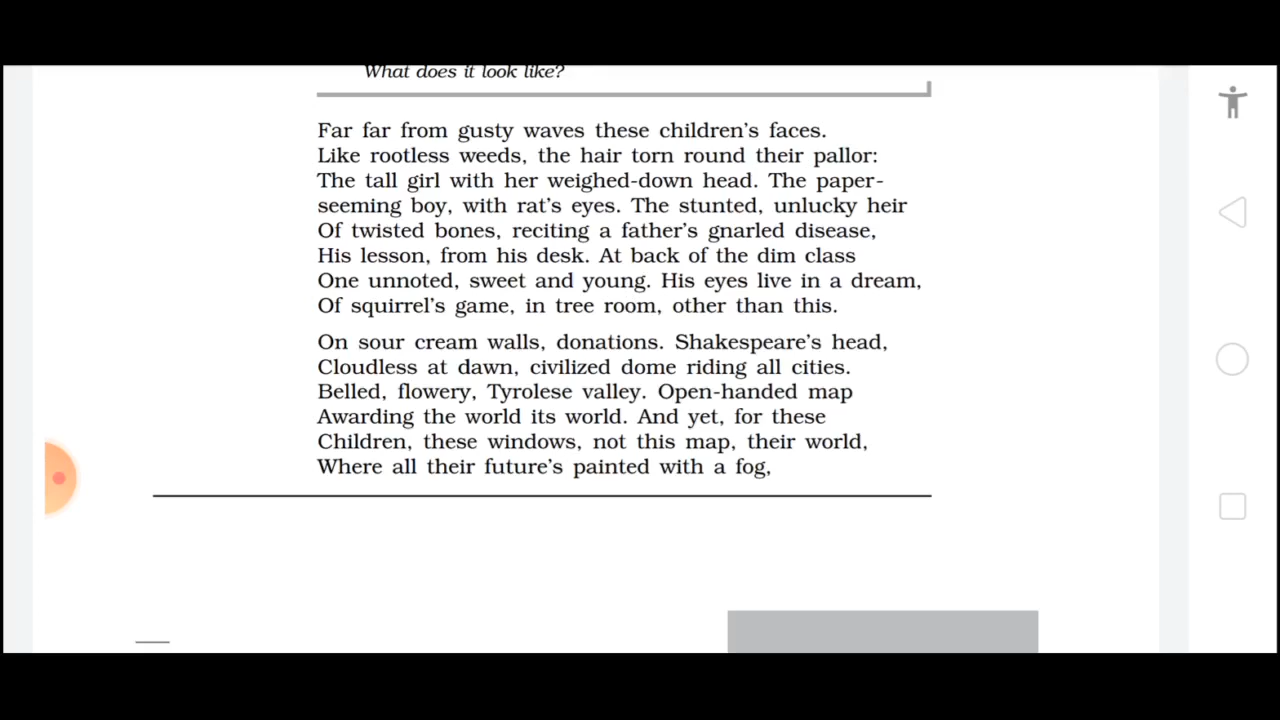 What does it look like?
Far far from gusty waves these children's faces.
Like rootless weeds, the hair torn round their pallor:
The tall girl with her weighed-down head. The paper-
seeming boy, with rat's eyes. The stunted, unlucky heir
Of twisted bones, reciting a father's gnarled disease,
His lesson, from his desk. At back of the dim class
One unnoted, sweet and young. His eyes live in a dream,
Of squirrel's game, in tree room, other than this.
On sour cream walls, donations. Shakespeare's head,
Cloudless at dawn, civilized dome riding all cities.
Belled, flowery, Tyrolese valley. Open-handed map
Awarding the world its world. And yet, for these
Children, these windows, not this map, their world,
Where all their future's painted with a fog,